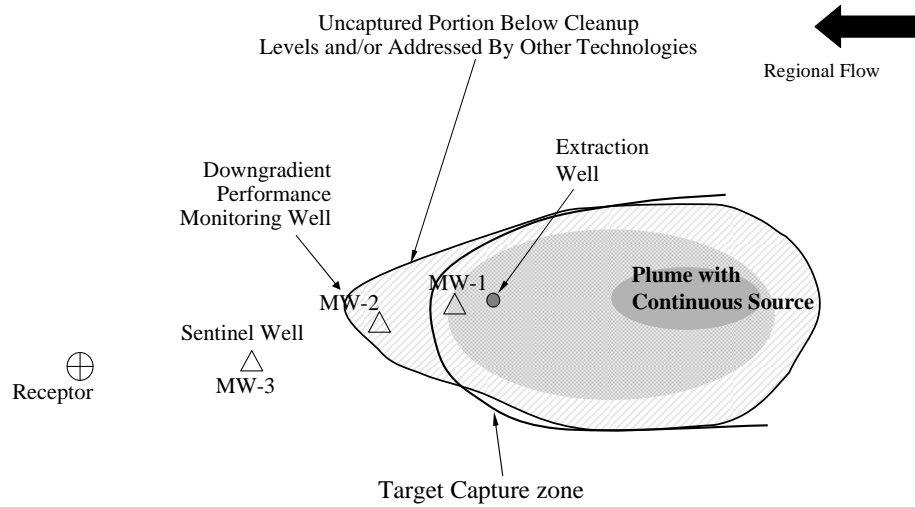 Uncaptured Portion Below Cleanup
Levels and/or Addressed By Other Technologies
Regional Flow
Extraction
Well
Downgradient
Performance
Monitoring Well
Plume with
Continuous Source
MW-1
MW-2
Sentinel Well
MW-3
Receptor
Target Capture zone